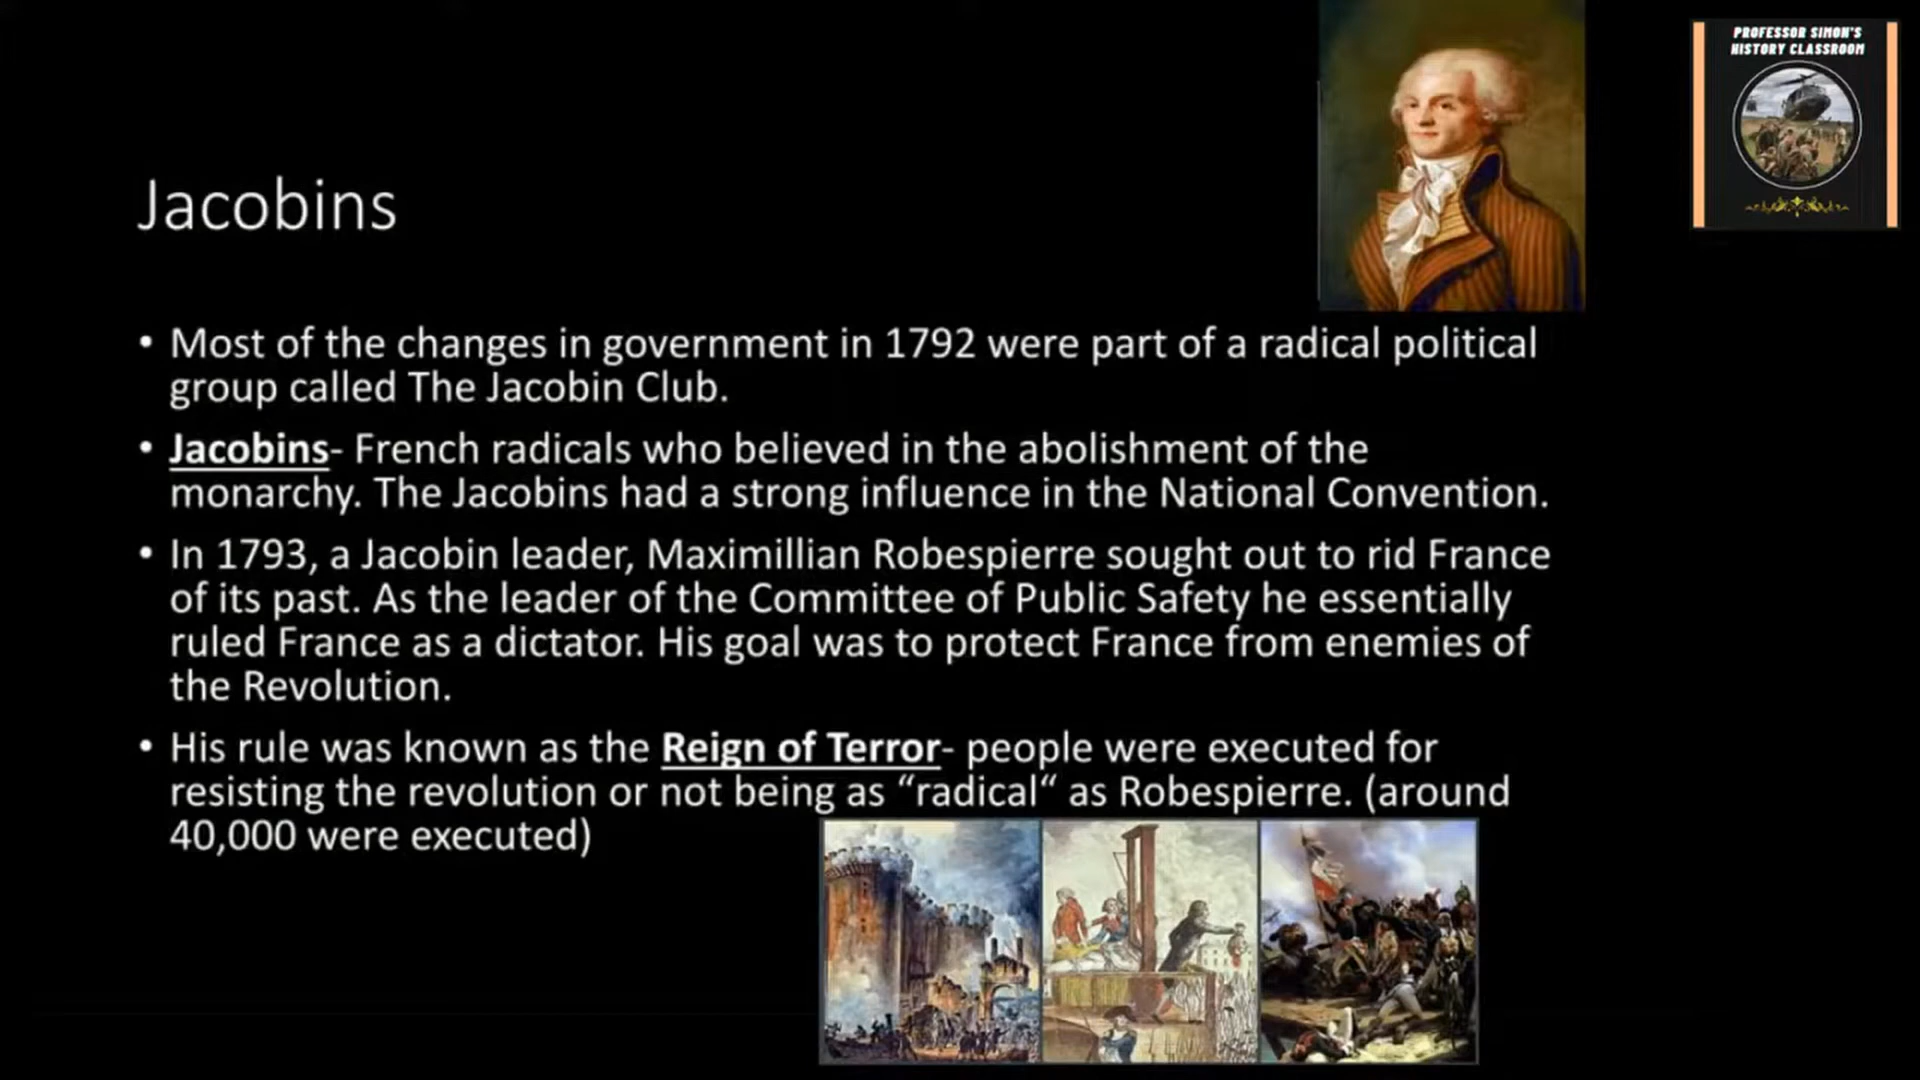 PROFESSOR SIMON'S
HISTORY CLASSROOM
Jacobins
• Most of the changes in government in 1792 were part of a radical political
group called The Jacobin Club.
• Jacobins- French radicals who believed in the abolishment of the
monarchy. The Jacobins had a strong influence in the National Convention.
• In 1793, a Jacobin leader, Maximillian Robespierre sought out to rid France
of its past. As the leader of the Committee of Public Safety he essentially
ruled France as a dictator. His goal was to protect France from enemies of
the Revolution.
• His rule was known as the Reign of Terror- people were executed for
resisting the revolution or not being as “radical“ as Robespierre. (around
40,000 were executed)